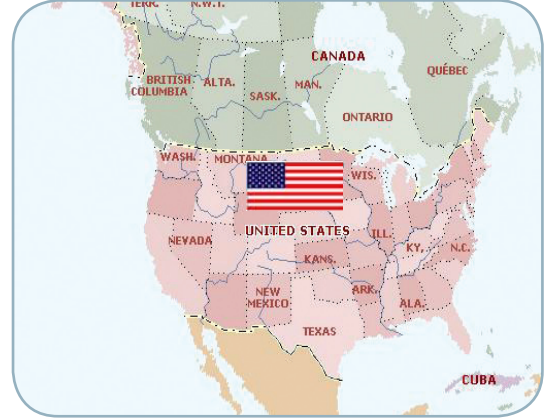 TERR.
N.W.T.
CANADA
BRITISH
COLUMBIA
ALTA.
SASK.
MAN.
QUÉBEC
ONTARIO
WASH.
MONTANA
WIS.
UNITED STATES
NEVADA
ILL.
KY.
N.C.
KANS.
NEW
MEXICO
ARK.
ALA.
TEXAS
CUBA